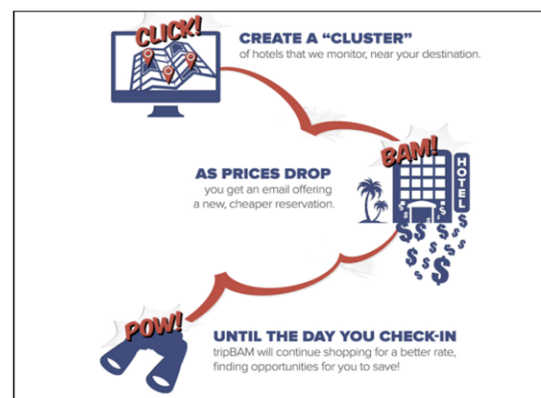 CLICK!
CREATE A “CLUSTER”
of hotels that we monitor, near your destination.
BAM!
HOTEL
AS PRICES DROP
you get an email offering
a new, cheaper reservation.
$ $ $ $ $ $ $ $ $ $ $ $
POW!
UNTIL THE DAY YOU CHECK-IN
tripBAM will continue shopping for a better rate,
finding opportunities for you to save!